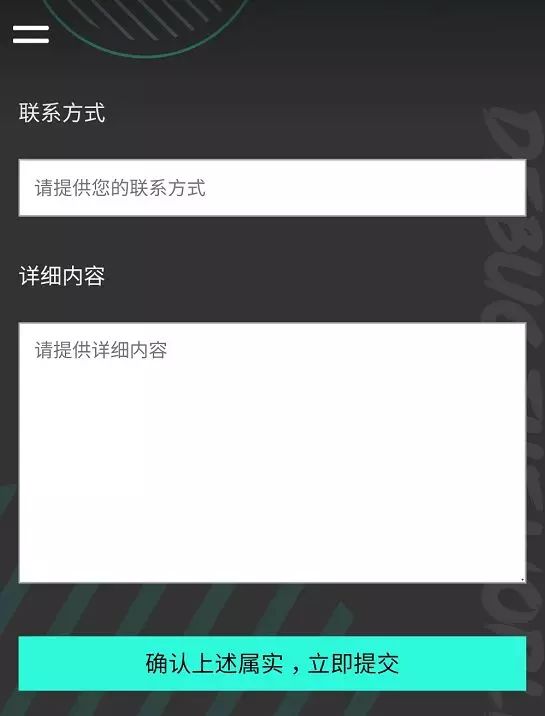 联系方式
请提供您的联系方式
详细内容
请提供详细内容
确认上述属实，立即提交